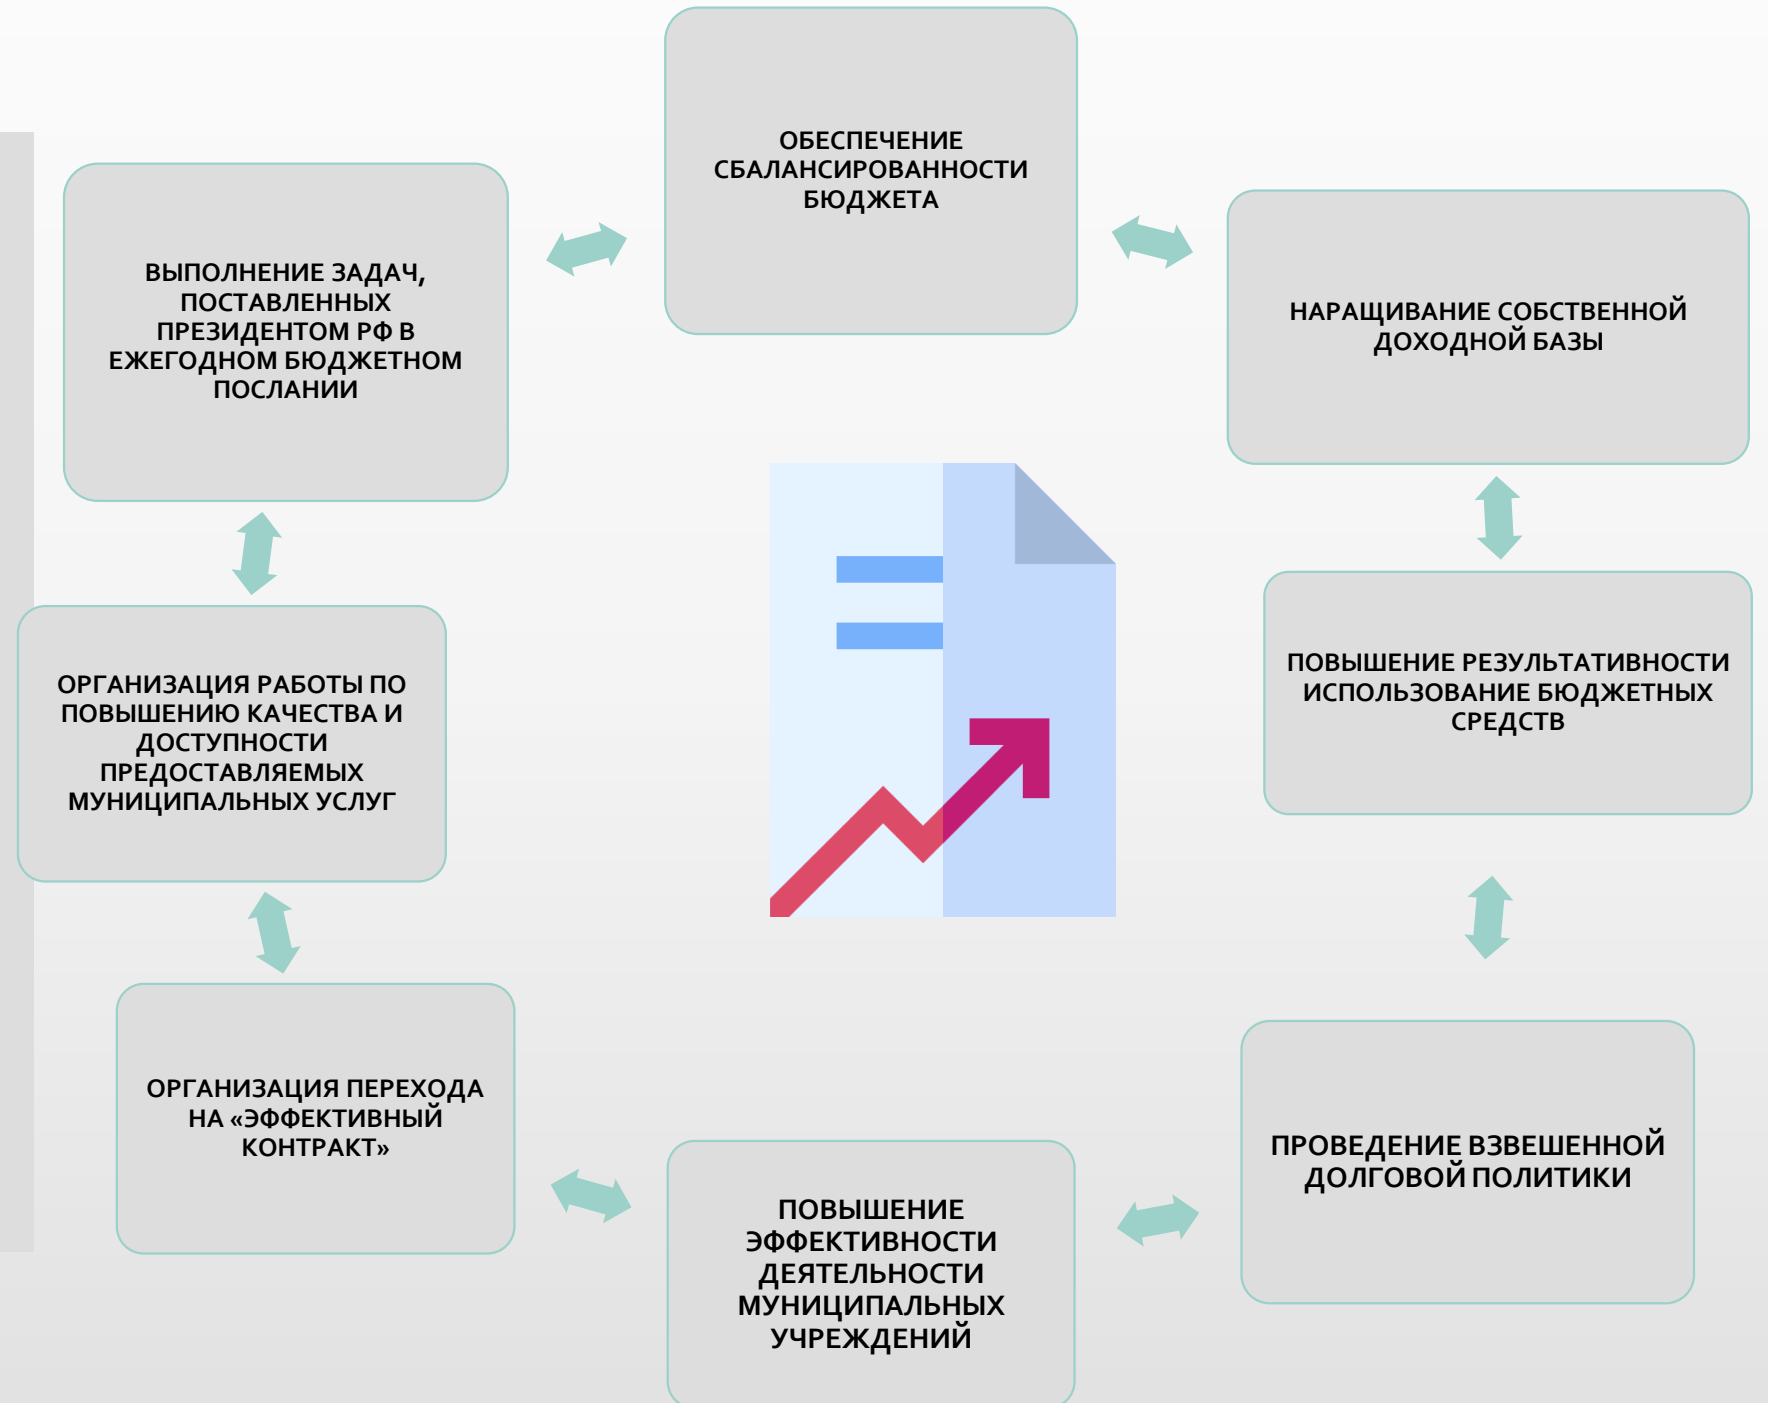 ОБЕСПЕЧЕНИЕ
СБАЛАНСИРОВАННОСТИ
БЮДЖЕТА
НАРАЩИВАНИЕ СОБСТВЕННОЙ
ДОХОДНОЙ БАЗЫ
ПОВЫШЕНИЕ РЕЗУЛЬТАТИВНОСТИ
ИСПОЛЬЗОВАНИЕ БЮДЖЕТНЫХ
СРЕДСТВ
ПРОВЕДЕНИЕ ВЗВЕШЕННОЙ
ДОЛГОВОЙ ПОЛИТИКИ
ПОВЫШЕНИЕ
ЭФФЕКТИВНОСТИ
ДЕЯТЕЛЬНОСТИ
МУНИЦИПАЛЬНЫХ
УЧРЕЖДЕНИЙ
ОРГАНИЗАЦИЯ ПЕРЕХОДА
НА «ЭФФЕКТИВНЫЙ
КОНТРАКТ»
ОРГАНИЗАЦИЯ РАБОТЫ ПО
ПОВЫШЕНИЮ КАЧЕСТВА И
ДОСТУПНОСТИ
ПРЕДОСТАВЛЯЕМЫХ
МУНИЦИПАЛЬНЫХ УСЛУГ
ВЫПОЛНЕНИЕ ЗАДАЧ,
ПОСТАВЛЕННЫХ
ПРЕЗИДЕНТОМ РФ В
ЕЖЕГОДНОМ БЮДЖЕТНОМ
ПОСЛАНИИ